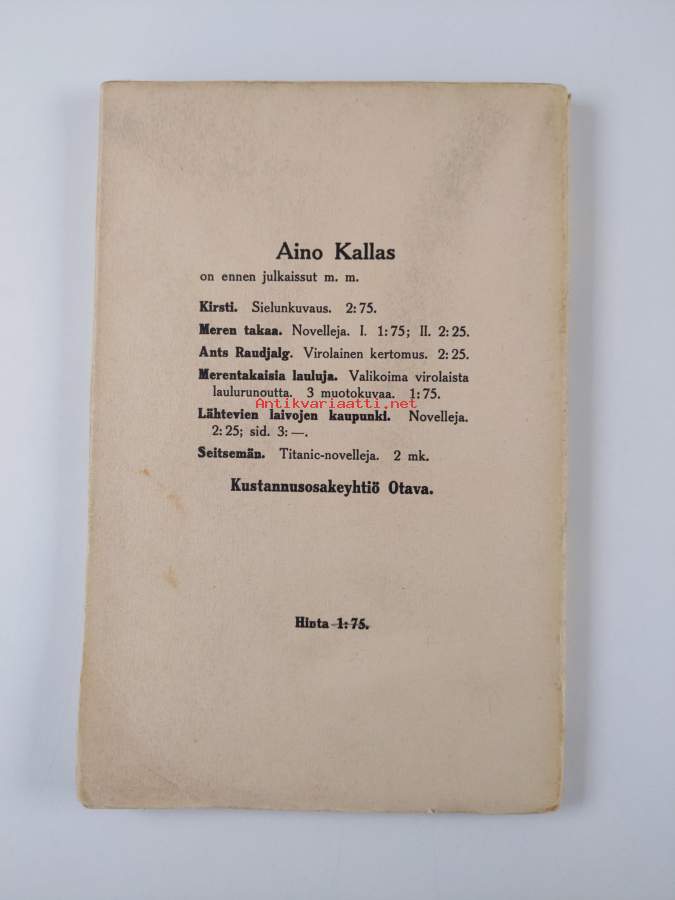 Aino Kallas
on ennen julkaissut m. m.
Kirsti. Sielunkuvaus. 2:75.
Meren takaa. Novelleja. I. 1:75; II. 2:25.
Ants Raudjalg. Virolainen kertomus. 2:25.
Merentakaisia lauluja. Valikoima virolaista
laulurunoutta. 3 muotokuvaa. 1:75.
Antikvariaatti.net
Lähtevien laivojen kaupunki. Novelleja.
2:25; sid. 3:—.
Seitsemän. Titanic-novelleja. 2 mk.
Kustannusosakeyhtiö Otava.
Hinta 1:75.